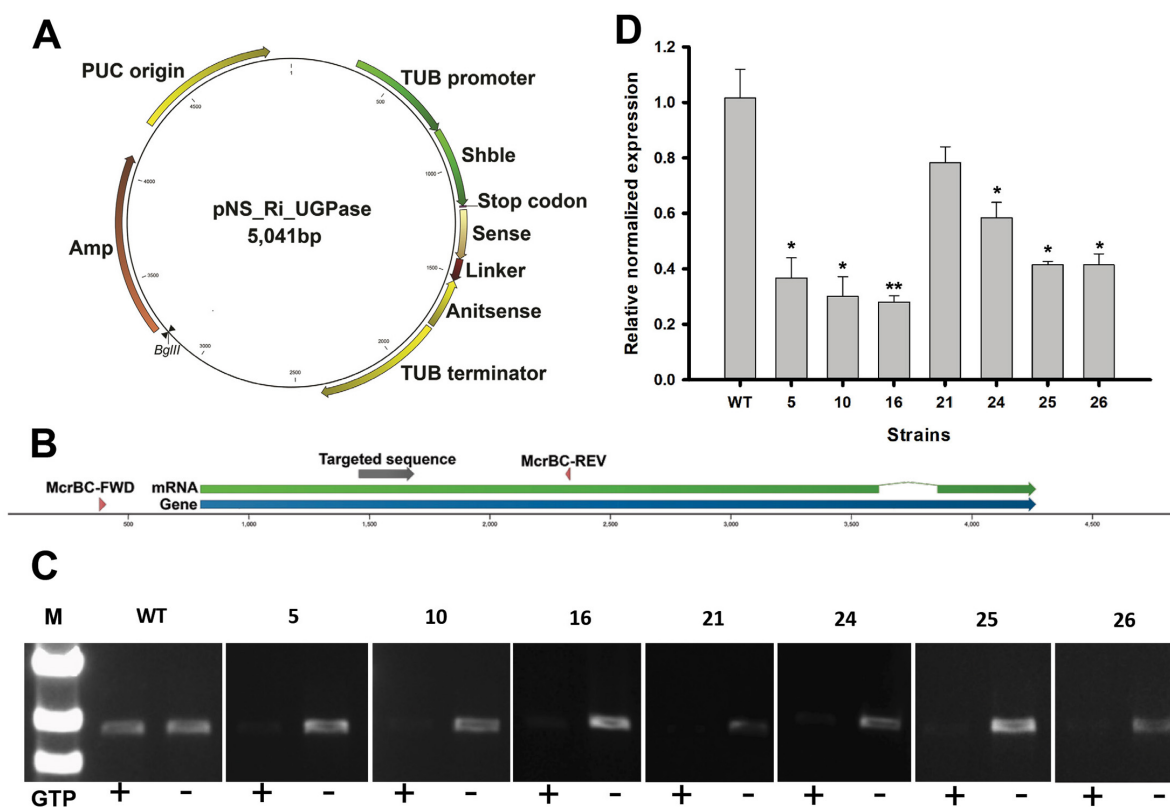 A
PUC origin
TUB promoter
Shble
Stop codon
Sense
Linker
Anitsense
TUB terminator
BglII
Amp
pNS_Ri_UGPase
5,041bp
1
500
1000
1500
2000
2500
3000
3500
4000
4500
D
Relative normalized expression
1.2
1.0
0.8
0.6
0.4
0.2
0.0
* * ** * * *
WT 5 10 16 21 24 25 26
Strains
B
Targeted sequence
McrBC-REV
McrBC-FWD
mRNA
Gene
500 1,000 1,500 2,000 2,500 3,000 3,500 4,000 4,500
C
M WT 5 10 16 21 24 25 26
GTP + - + - + - + - + - + - + - + -